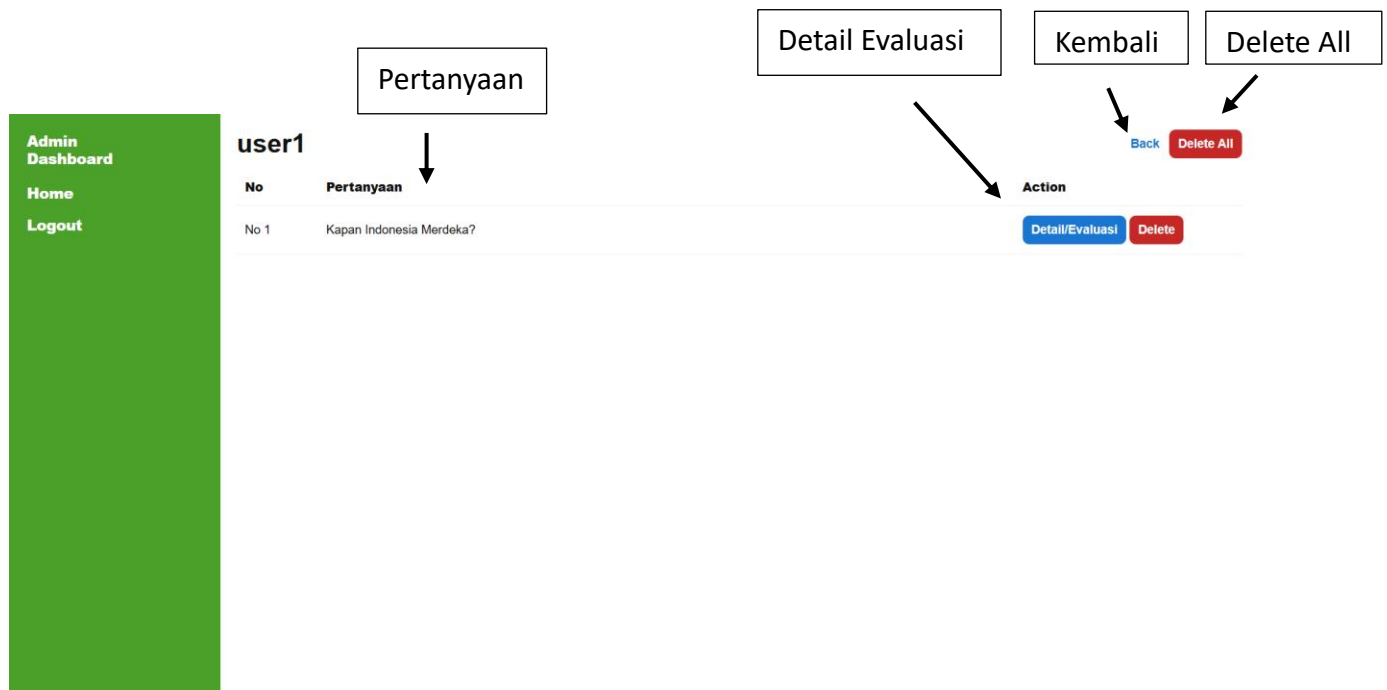 Detail Evaluasi
Kembali
Delete All
Pertanyaan
Admin
Dashboard
Home
Logout
user1
Back
Delete All
No
Pertanyaan
Action
No 1
Kapan Indonesia Merdeka?
Detail/Evaluasi
Delete